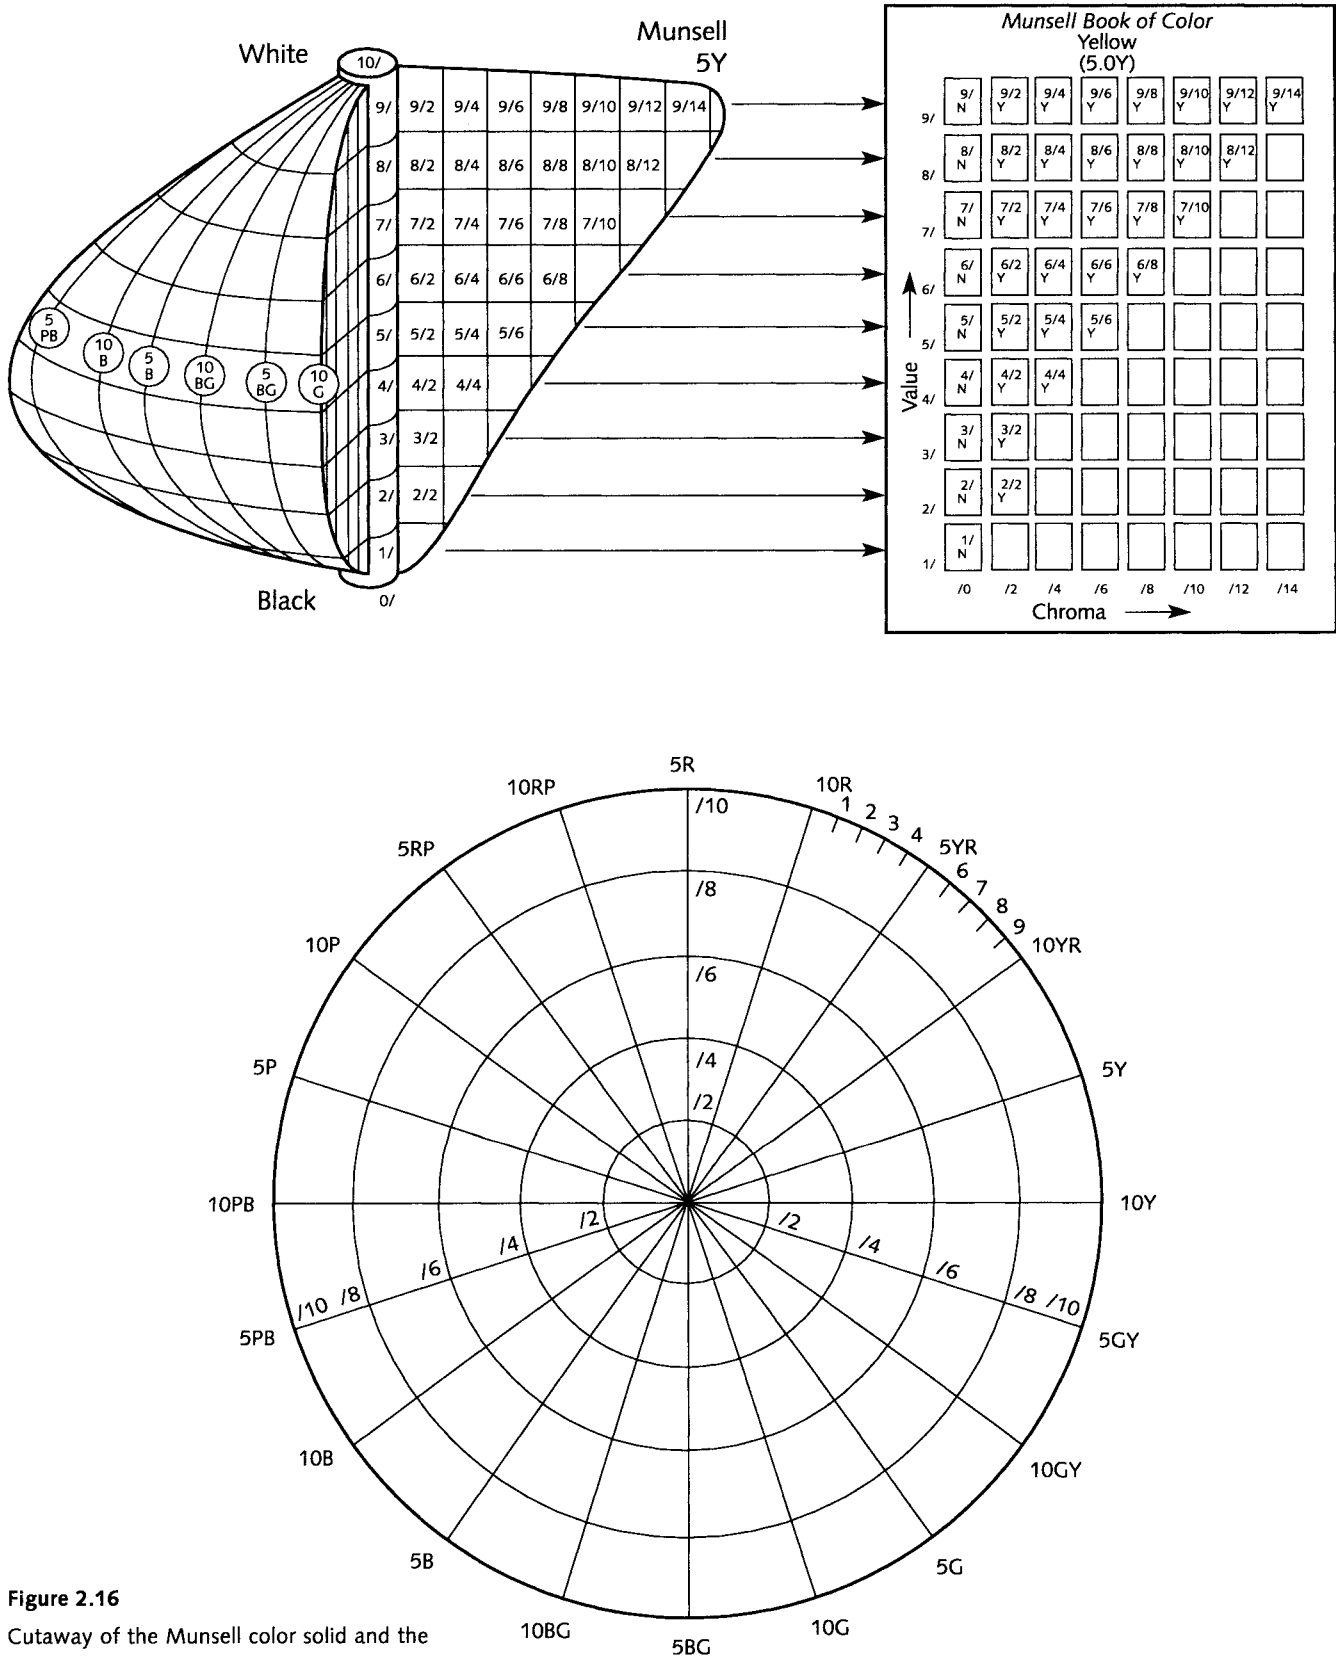 White
Munsell
5Y
10/
9/ 9/2 9/4 9/6 9/8 9/10 9/12 9/14
8/ 8/2 8/4 8/6 8/8 8/10 8/12
7/ 7/2 7/4 7/6 7/8 7/10
6/ 6/2 6/4 6/6 6/8
5/ 5/2 5/4 5/6
4/ 4/2 4/4
3/ 3/2
2/ 2/2
1/
5 PB
10 B
5 B
10 BG
5 BG
10 G
Black
0/
Munsell Book of Color
Yellow
(5.0Y)
9/ 9/ N 9/2 Y 9/4 Y 9/6 Y 9/8 Y 9/10 Y 9/12 Y 9/14 Y
8/ 8/ N 8/2 Y 8/4 Y 8/6 Y 8/8 Y 8/10 Y 8/12 Y
7/ 7/ N 7/2 Y 7/4 Y 7/6 Y 7/8 Y 7/10 Y
6/ 6/ N 6/2 Y 6/4 Y 6/6 Y 6/8 Y
5/ 5/ N 5/2 Y 5/4 Y 5/6 Y
4/ 4/ N 4/2 Y 4/4 Y
3/ 3/ N 3/2 Y
2/ 2/ N 2/2 Y
1/ 1/ N
Value
/0 /2 /4 /6 /8 /10 /12 /14
Chroma
5R
10R
1 2 3 4
5YR
6 7 8 9
10YR
5Y
10Y
5GY
10GY
5G
10G
5BG
10BG
5B
10B
5PB
10PB
5P
10P
5RP
10RP
/10
/8
/6
/4
/2
/2 /4 /6 /8 /10
/2 /4 /6 /8 /10
Figure 2.16
Cutaway of the Munsell color solid and the